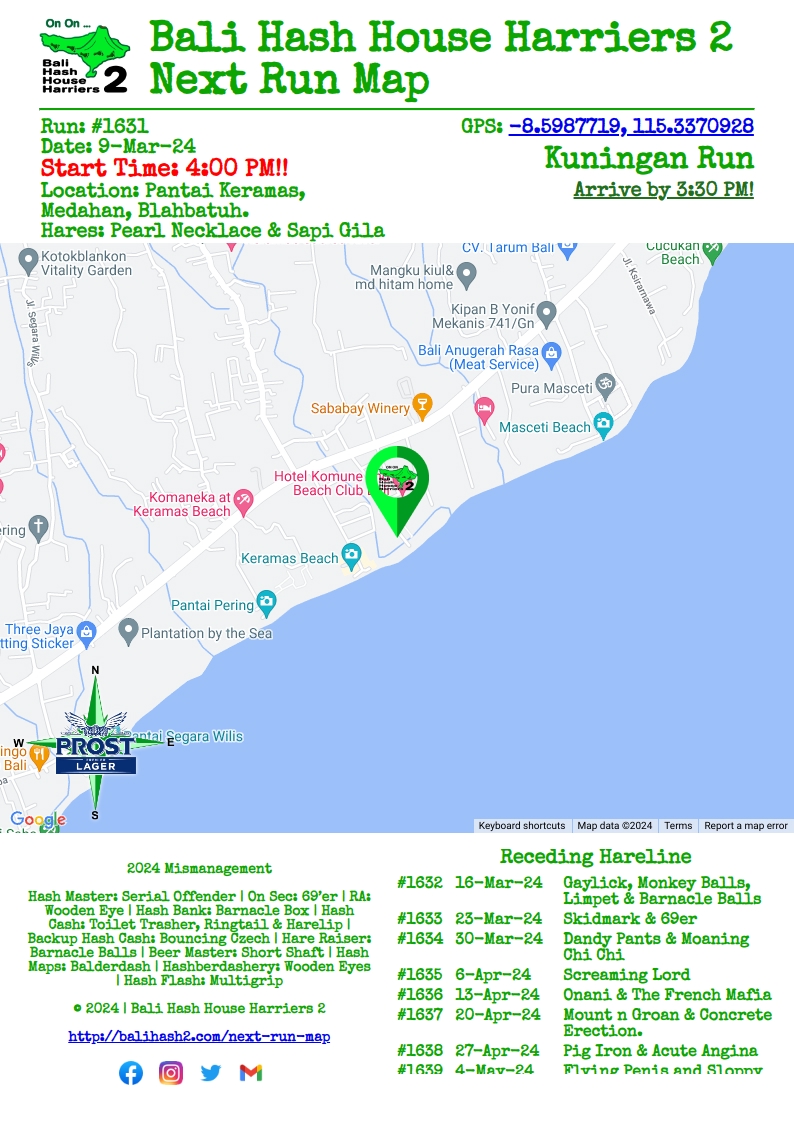 On On ...
Bali
Hash
House
Harriers 2
Bali Hash House Harriers 2
Next Run Map
Run: #1631
Date: 9-Mar-24
Start Time: 4:00 PM!!
Location: Pantai Keramas,
Medahan, Blahbatuh.
Hares: Pearl Necklace & Sapi Gila
GPS: -8.5987719, 115.3370928
Kuningan Run
Arrive by 3:30 PM!
Kotokblankon
Vitality Garden
CV. Tarum Bali
Cucukan
Beach
Mangku kiul&
md hitam home
Jl. Ksirarnawa
Jl. Segara Wilis
Kipan B Yonif
Mekanis 741/Gn
Bali Anugerah Rasa
(Meat Service)
Pura Masceti
Sababay Winery
Masceti Beach
Hotel Komune
Beach Club
ON ON
Bali
Hash
House
Harriers 2
Komaneka at
Keramas Beach
ering
Keramas Beach
Pantai Pering
Three Jaya
tting Sticker
Plantation by the Sea
N
W
E
S
PROST
LAGER
Pantai Segara Wilis
ingo
Bali
Google
Keyboard shortcuts
Map data ©2024
Terms
Report a map error
2024 Mismanagement
Hash Master: Serial Offender | On Sec: 69'er | RA:
Wooden Eye | Hash Bank: Barnacle Box | Hash
Cash: Toilet Trasher, Ringtail & Harelip |
Backup Hash Cash: Bouncing Czech | Hare Raiser:
Barnacle Balls | Beer Master: Short Shaft | Hash
Maps: Balderdash | Hashberdashery: Wooden Eyes
| Hash Flash: Multigrip
© 2024 | Bali Hash House Harriers 2
http://balihash2.com/next-run-map
Receding Hareline
#1632 16-Mar-24 Gaylick, Monkey Balls,
Limpet & Barnacle Balls
#1633 23-Mar-24 Skidmark & 69er
#1634 30-Mar-24 Dandy Pants & Moaning
Chi Chi
#1635 6-Apr-24 Screaming Lord
#1636 13-Apr-24 Onani & The French Mafia
#1637 20-Apr-24 Mount n Groan & Concrete
Erection.
#1638 27-Apr-24 Pig Iron & Acute Angina
#1639 4-May-24 Flying Penis and Sloppy